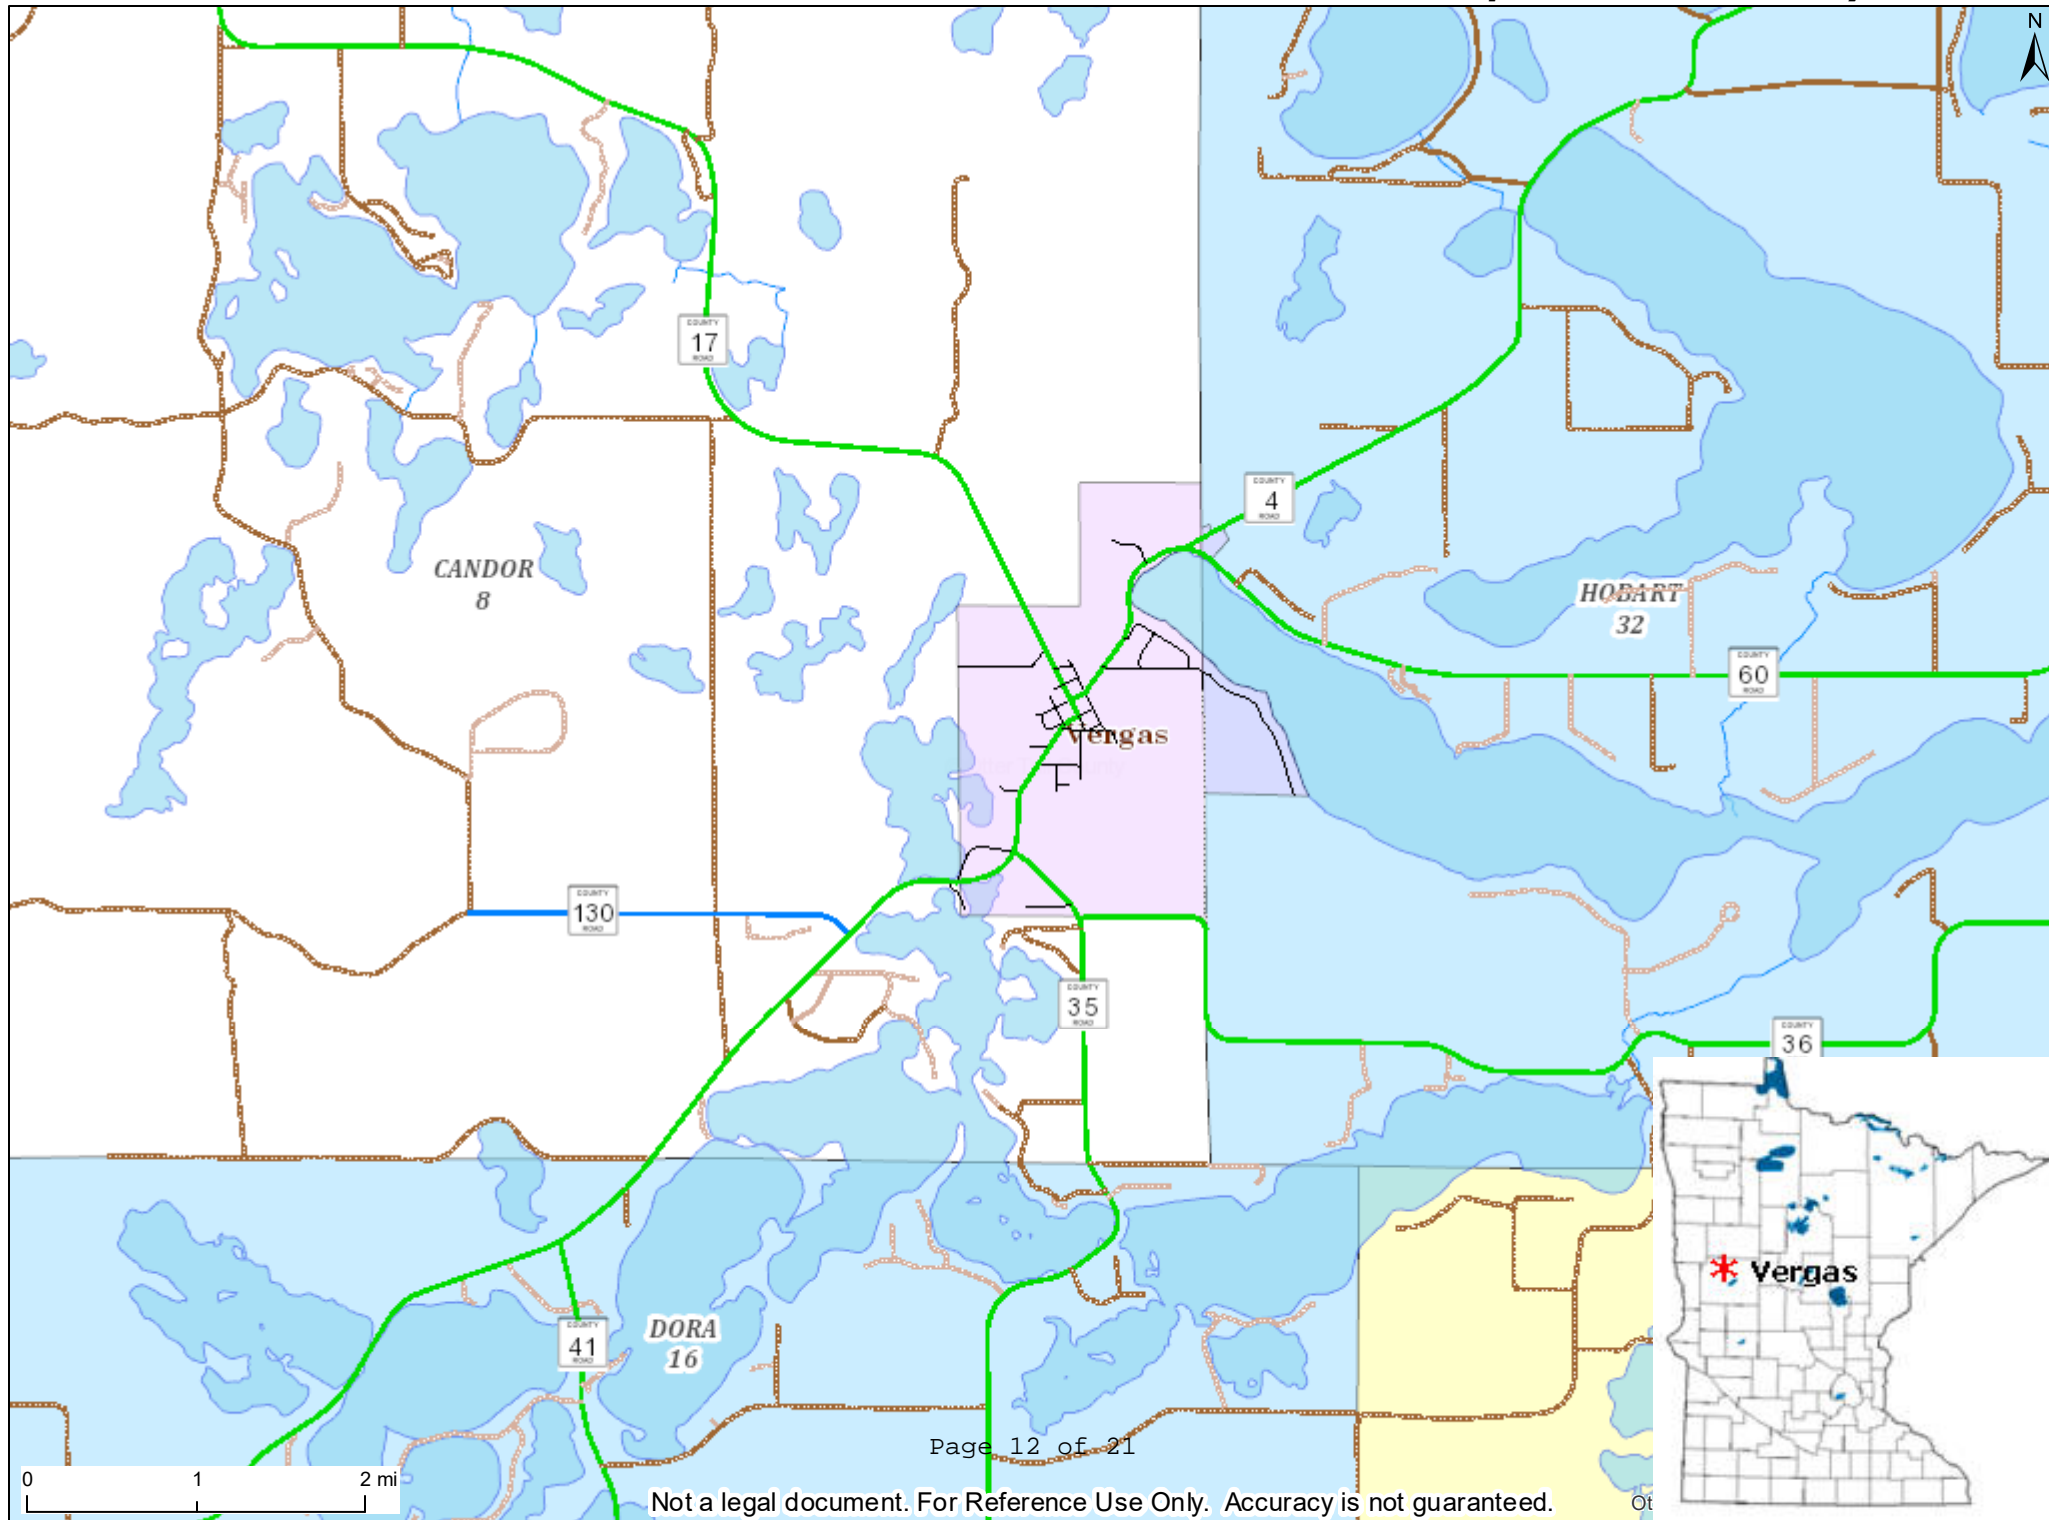 N
COUNTY
17
ROAD
COUNTY
4
ROAD
CANDOR
8
HOBART
32
COUNTY
60
ROAD
Vergas
COUNTY
130
ROAD
COUNTY
35
ROAD
COUNTY
36
Vergas
COUNTY
41
ROAD
DORA
16
Page 12 of 21
0 1 2 mi
Not a legal document. For Reference Use Only. Accuracy is not guaranteed.
Ot